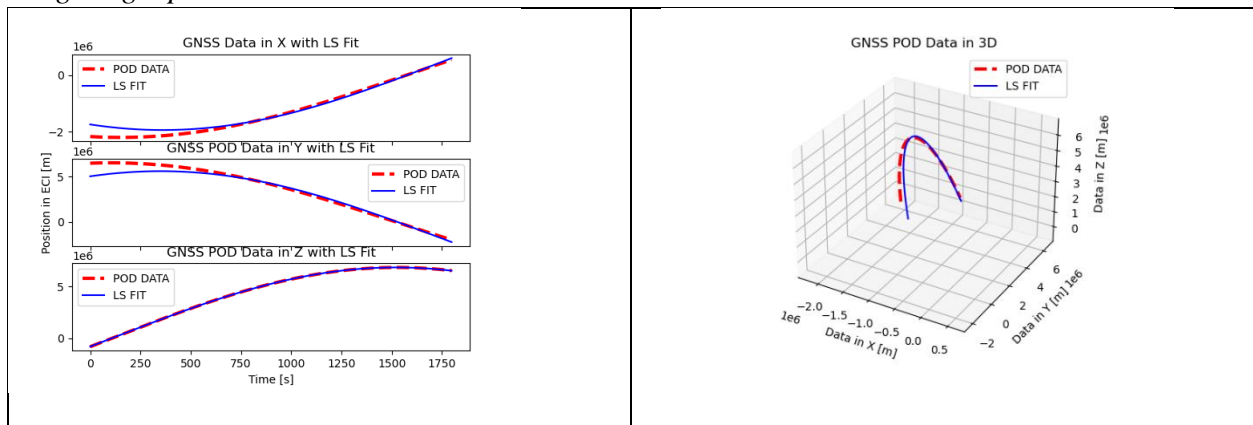 GNSS Data in X with LS Fit
1e6
POD DATA
LS FIT
0
−2
1e6
GNSS POD Data in Y with LS Fit
POD DATA
LS FIT
5
0
Position in ECI [m]
1e6
GNSS POD Data in Z with LS Fit
POD DATA
LS FIT
5
0
0 250 500 750 1000 1250 1500 1750
Time [s]
GNSS POD Data in 3D
POD DATA
LS FIT
6
5
4
3
2
1
0
Data in Z [m] 1e6
6
4
2
0
−2
Data in Y [m] 1e6
−2.0 −1.5 −1.0 −0.5 0.0 0.5
1e6
Data in X [m]